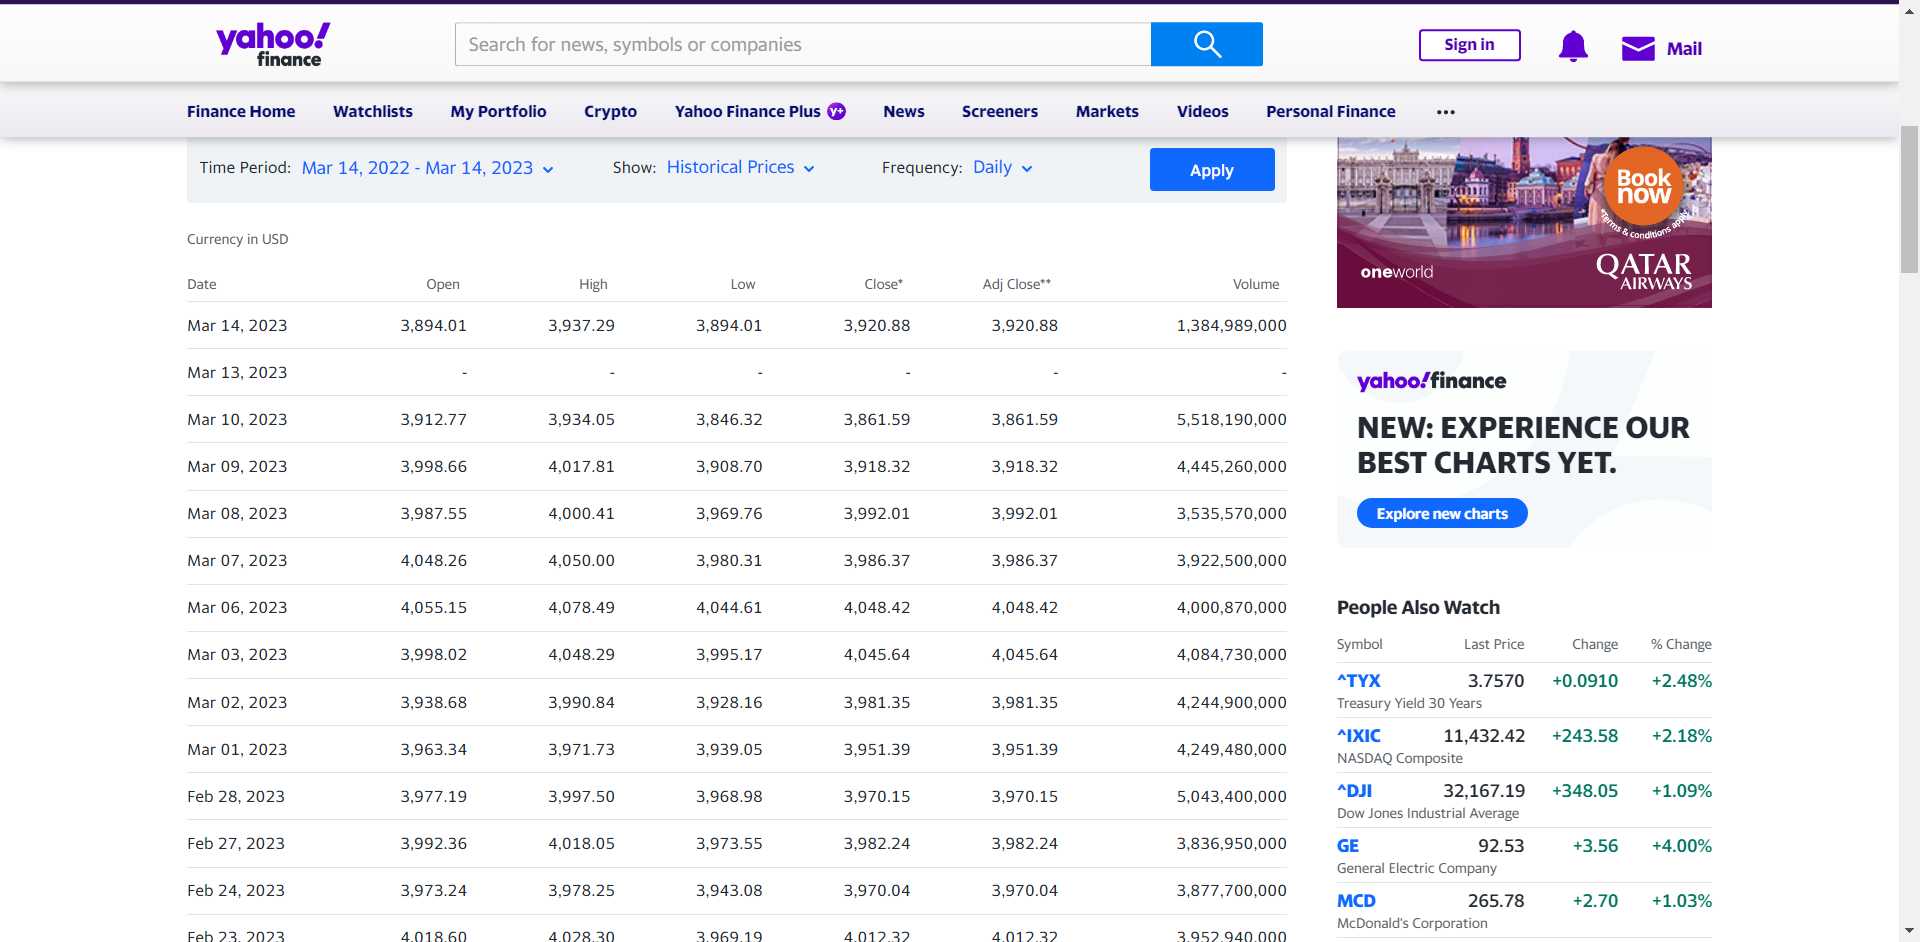 yahoo!
finance
Search for news, symbols or companies
Sign in
Mail
Finance Home Watchlists My Portfolio Crypto Yahoo Finance Plus y+ News Screeners Markets Videos Personal Finance ...
Time Period: Mar 14, 2022 - Mar 14, 2023 Show: Historical Prices Frequency: Daily Apply
Currency in USD
Date Open High Low Close* Adj Close** Volume
Mar 14, 2023 3,894.01 3,937.29 3,894.01 3,920.88 3,920.88 1,384,989,000
Mar 13, 2023 - - - - - -
Mar 10, 2023 3,912.77 3,934.05 3,846.32 3,861.59 3,861.59 5,518,190,000
Mar 09, 2023 3,998.66 4,017.81 3,908.70 3,918.32 3,918.32 4,445,260,000
Mar 08, 2023 3,987.55 4,000.41 3,969.76 3,992.01 3,992.01 3,535,570,000
Mar 07, 2023 4,048.26 4,050.00 3,980.31 3,986.37 3,986.37 3,922,500,000
Mar 06, 2023 4,055.15 4,078.49 4,044.61 4,048.42 4,048.42 4,000,870,000
Mar 03, 2023 3,998.02 4,048.29 3,995.17 4,045.64 4,045.64 4,084,730,000
Mar 02, 2023 3,938.68 3,990.84 3,928.16 3,981.35 3,981.35 4,244,900,000
Mar 01, 2023 3,963.34 3,971.73 3,939.05 3,951.39 3,951.39 4,249,480,000
Feb 28, 2023 3,977.19 3,997.50 3,968.98 3,970.15 3,970.15 5,043,400,000
Feb 27, 2023 3,992.36 4,018.05 3,973.55 3,982.24 3,982.24 3,836,950,000
Feb 24, 2023 3,973.24 3,978.25 3,943.08 3,970.04 3,970.04 3,877,700,000
Feb 23, 2023 4,018.60 4,028.30 3,969.19 4,012.32 4,012.32 3,952,940,000
Book
now
*Terms & conditions apply
oneworld
QATAR
AIRWAYS
yahoo!finance
NEW: EXPERIENCE OUR
BEST CHARTS YET.
Explore new charts
People Also Watch
Symbol Last Price Change % Change
^TYX 3.7570 +0.0910 +2.48%
Treasury Yield 30 Years
^IXIC 11,432.42 +243.58 +2.18%
NASDAQ Composite
^DJI 32,167.19 +348.05 +1.09%
Dow Jones Industrial Average
GE 92.53 +3.56 +4.00%
General Electric Company
MCD 265.78 +2.70 +1.03%
McDonald's Corporation